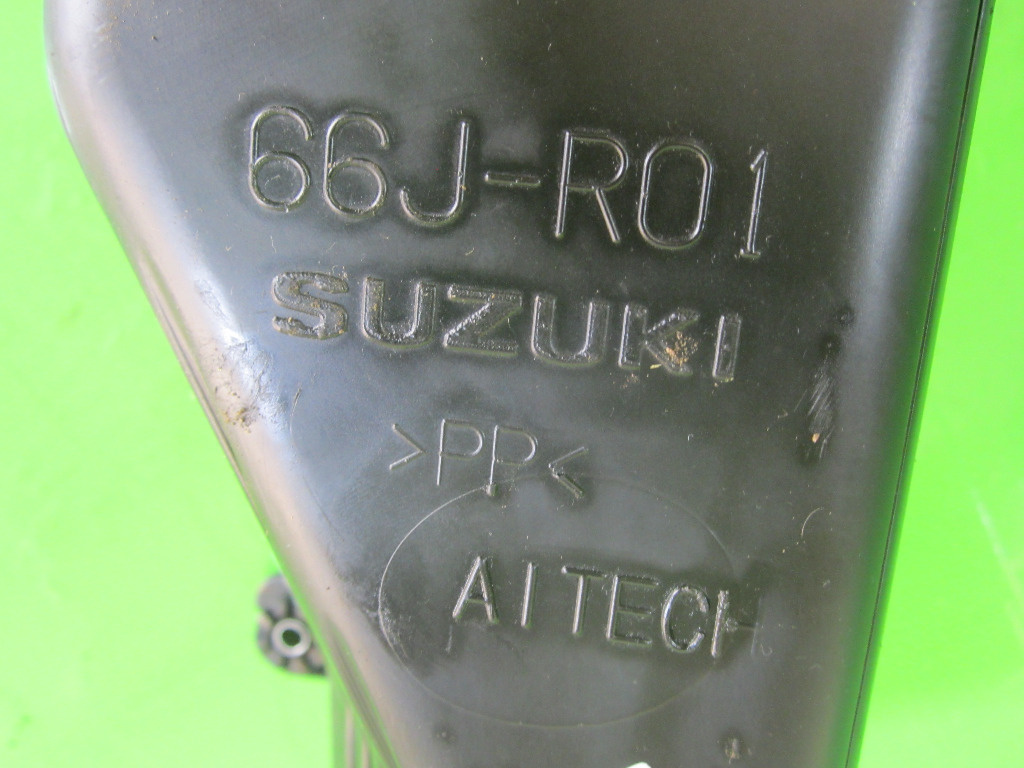 66J-R01
SUZUKI
>PP<
AITECH